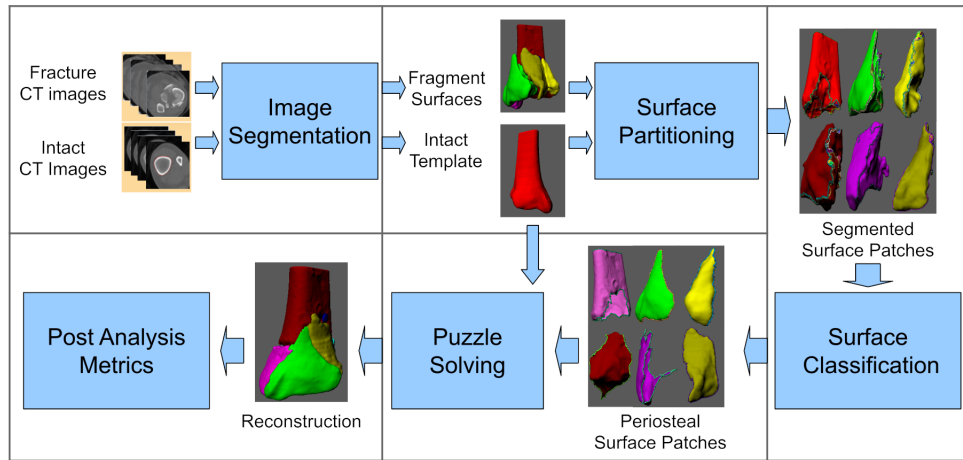 Fracture
CT images
Intact
CT Images
Image
Segmentation
Fragment
Surfaces
Intact
Template
Surface
Partitioning
Segmented
Surface Patches
Surface
Classification
Periosteal
Surface Patches
Puzzle
Solving
Reconstruction
Post Analysis
Metrics